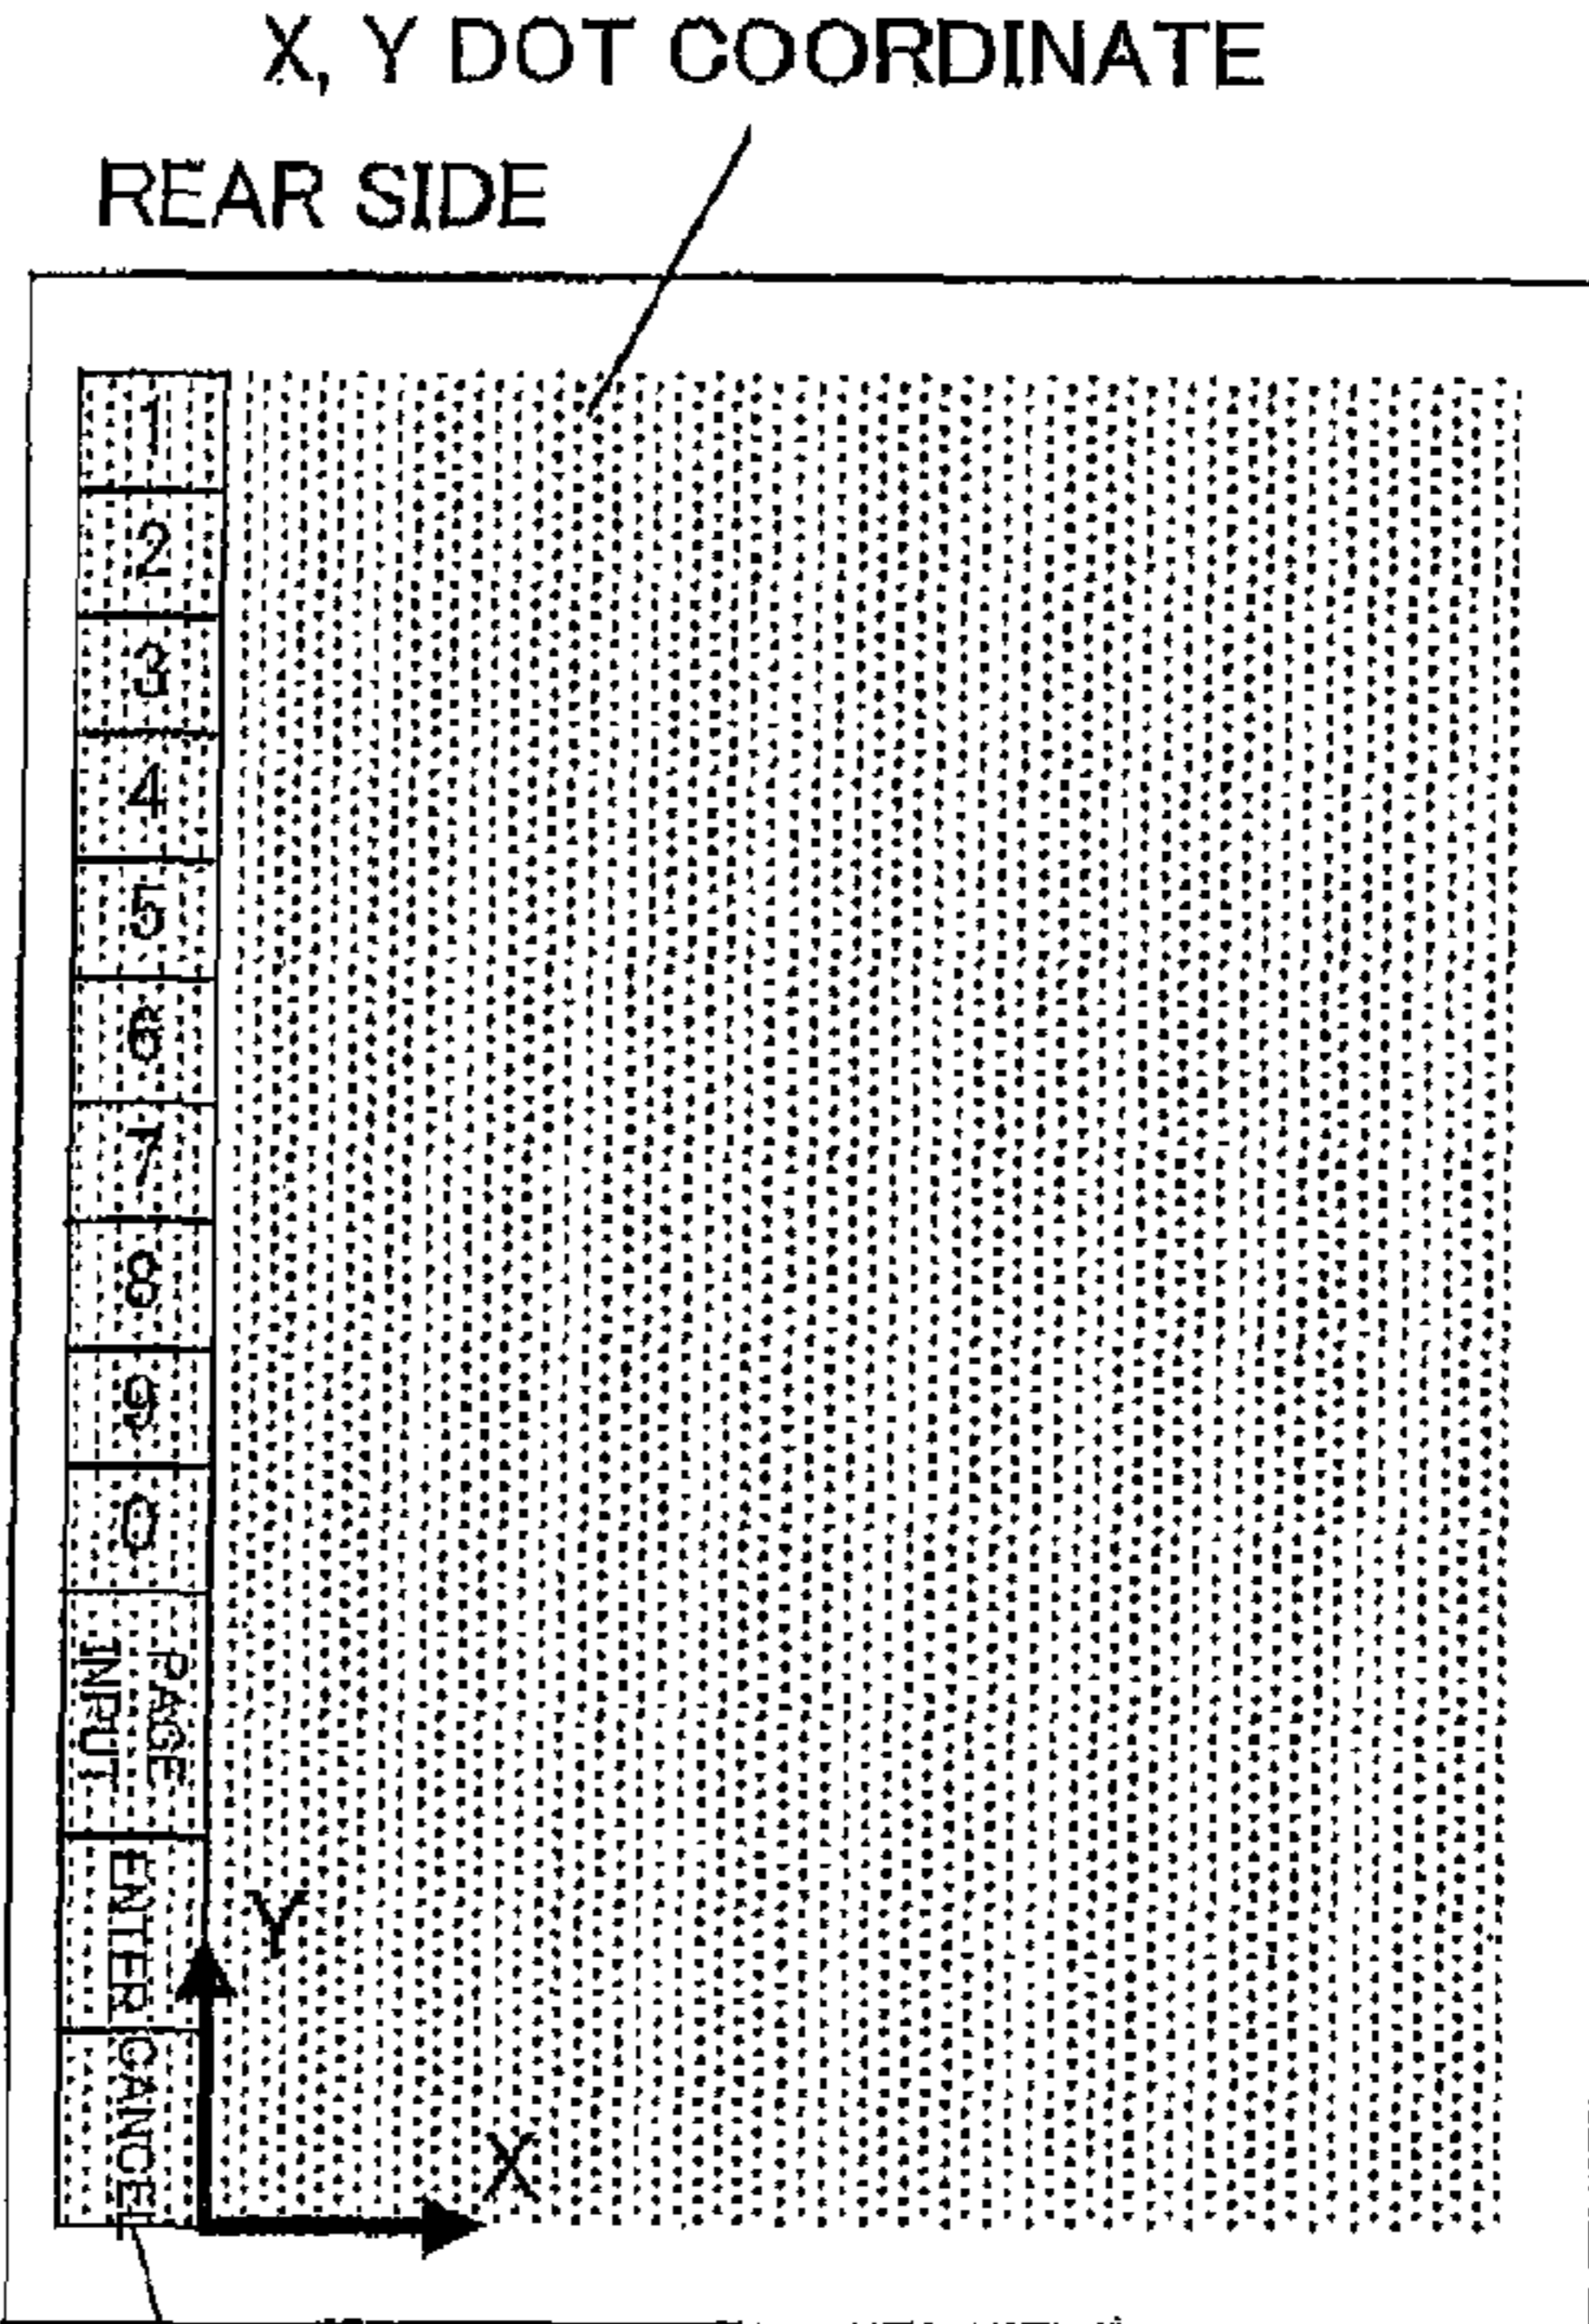 X, Y DOT COORDINATE
REAR SIDE
1
2
3
4
5
6
7
8
9
0
PAGE
INPUT
ENTER
CANCEL
Y
X